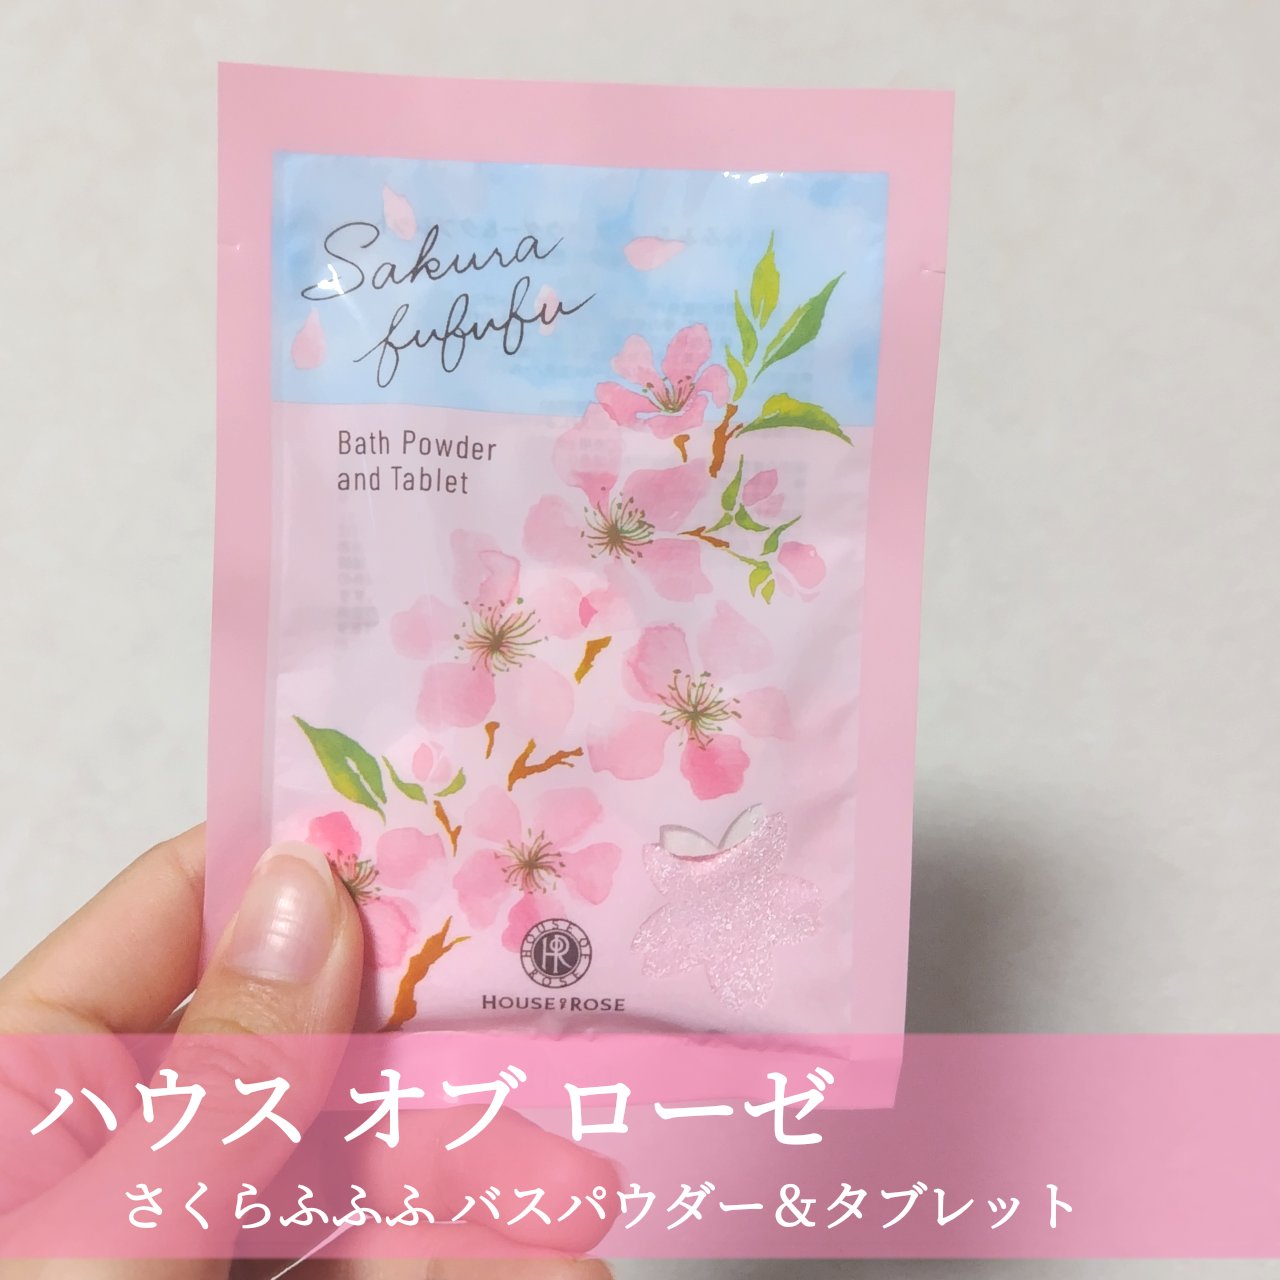 Sakura
fufufu
Bath Powder
and Tablet
HOUSE OF ROSE
HR
HOUSE OF ROSE
ハウス オブ ローゼ
さくらふふふ バスパウダー＆タブレット